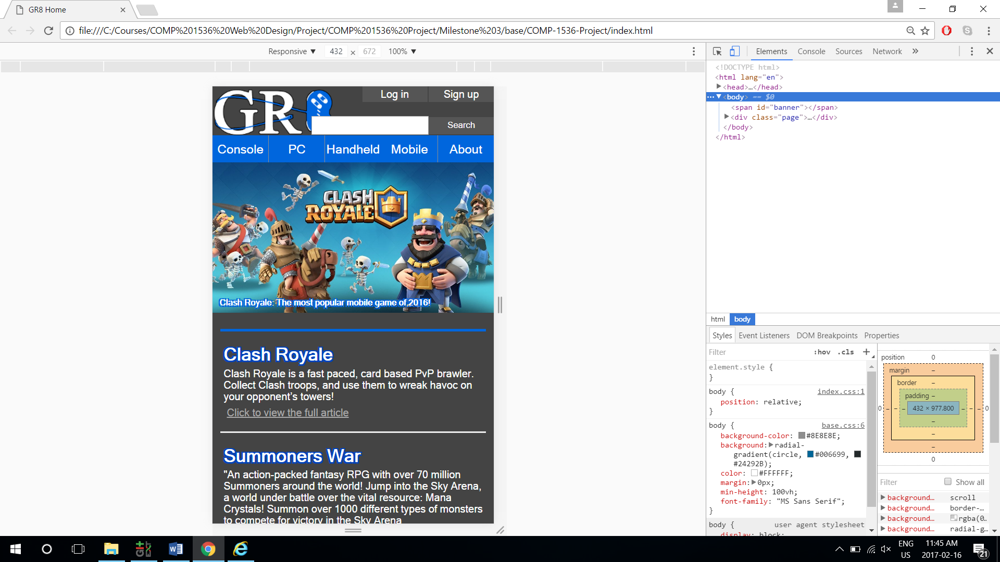 GR8 Home
file:///C:/Courses/COMP%201536%20Web%20Design/Project/COMP%201536%20Project/Milestone%203/base/COMP-1536-Project/index.html
Responsive ▼ 432 x 672 100% ▼
Elements Console Sources Network »
GR
Log in Sign up
Search
Console PC Handheld Mobile About
CLASH
ROYALE
Clash Royale: The most popular mobile game of 2016!
Clash Royale
Clash Royale is a fast paced, card based PvP brawler.
Collect Clash troops, and use them to wreak havoc on
your opponent's towers!
Click to view the full article
Summoners War
"An action-packed fantasy RPG with over 70 million
Summoners around the world! Jump into the Sky Arena,
a world under battle over the vital resource: Mana
Crystals! Summon over 1000 different types of monsters
to compete for victory in the Sky Arena
<!DOCTYPE html>
<html lang="en">
<head>…</head>
<body> == $0
<span id="banner"></span>
<div class="page">…</div>
</body>
</html>
html body
Styles Event Listeners DOM Breakpoints Properties
Filter :hov .cls +
element.style {
}
body { index.css:1
position: relative;
}
body { base.css:6
background-color: #8E8E8E;
background: radial-
gradient(circle, #006699,
#24292B);
color: #FFFFFF;
margin: 0px;
min-height: 100vh;
font-family: "MS Sans Serif";
}
body { user agent stylesheet
display: block;
position 0
margin –
border –
padding –
0 – – – 432 × 977.800 – – – 0
–
–
–
0
Filter Show all
background… scroll
background… border-…
background… rgba(0…
background… radial-g…
ENG
US
11:45 AM
2017-02-16
21